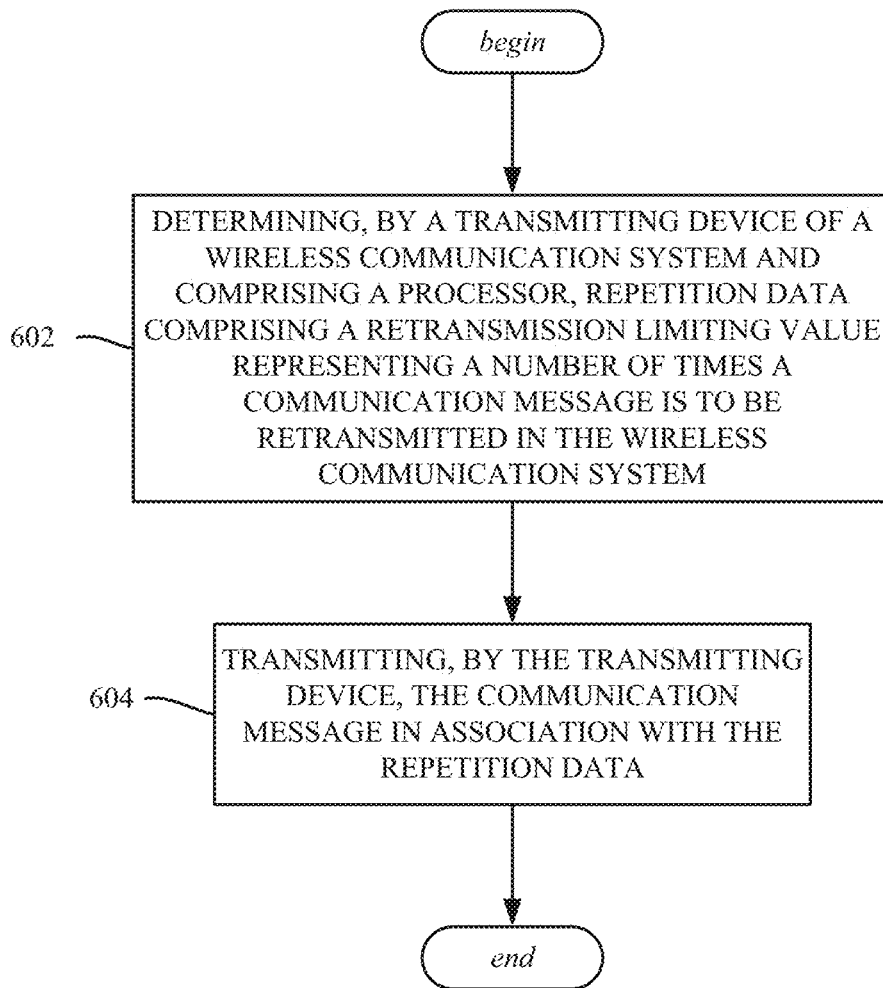 begin
DETERMINING, BY A TRANSMITTING DEVICE OF A
WIRELESS COMMUNICATION SYSTEM AND
COMPRISING A PROCESSOR, REPETITION DATA
COMPRISING A RETRANSMISSION LIMITING VALUE
REPRESENTING A NUMBER OF TIMES A
COMMUNICATION MESSAGE IS TO BE
RETRANSMITTED IN THE WIRELESS
COMMUNICATION SYSTEM
602
TRANSMITTING, BY THE TRANSMITTING
DEVICE, THE COMMUNICATION
MESSAGE IN ASSOCIATION WITH THE
REPETITION DATA
604
end